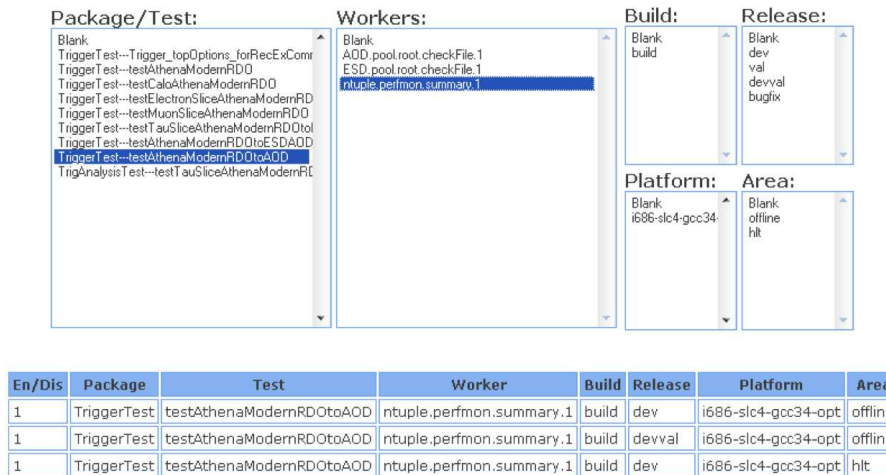 Package/Test:
Blank
TriggerTest---Trigger_topOptions_forRecExComm
TriggerTest---testAthenaModernRDO
TriggerTest---testCaloAthenaModernRDO
TriggerTest---testElectronSliceAthenaModernRD
TriggerTest---testMuonSliceAthenaModernRDO
TriggerTest---testTauSliceAthenaModernRDOtoI
TriggerTest---testAthenaModernRDOtoESDAOD
TriggerTest---testAthenaModernRDOtoAOD
TrigAnalysisTest---testTauSliceAthenaModernRD
Workers:
Blank
AOD.pool.root.checkFile.1
ESD.pool.root.checkFile.1
ntuple.perfmon.summary.1
Build:
Blank
build
Release:
Blank
dev
val
devval
bugfix
Platform:
Blank
i686-slc4-gcc34-
Area:
Blank
offline
hlt
En/Dis Package Test Worker Build Release Platform Area
1 TriggerTest testAthenaModernRDOtoAOD ntuple.perfmon.summary.1 build dev i686-slc4-gcc34-opt offlin
1 TriggerTest testAthenaModernRDOtoAOD ntuple.perfmon.summary.1 build devval i686-slc4-gcc34-opt offlin
1 TriggerTest testAthenaModernRDOtoAOD ntuple.perfmon.summary.1 build dev i686-slc4-gcc34-opt hlt